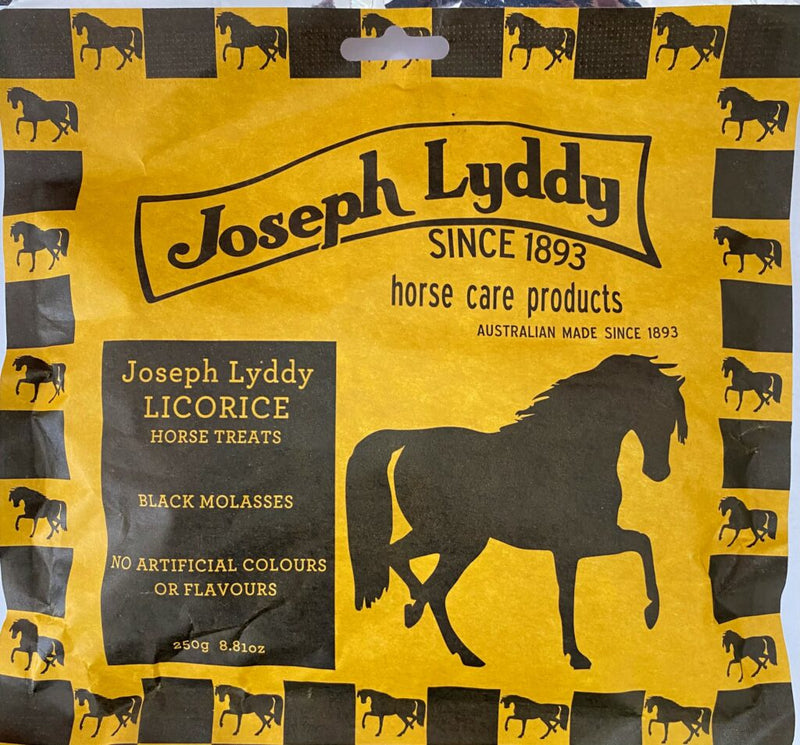 Joseph Lyddy
SINCE 1893
horse care products
AUSTRALIAN MADE SINCE 1893
Joseph Lyddy
LICORICE
HORSE TREATS
BLACK MOLASSES
NO ARTIFICIAL COLOURS
OR FLAVOURS
250g 8.81oz